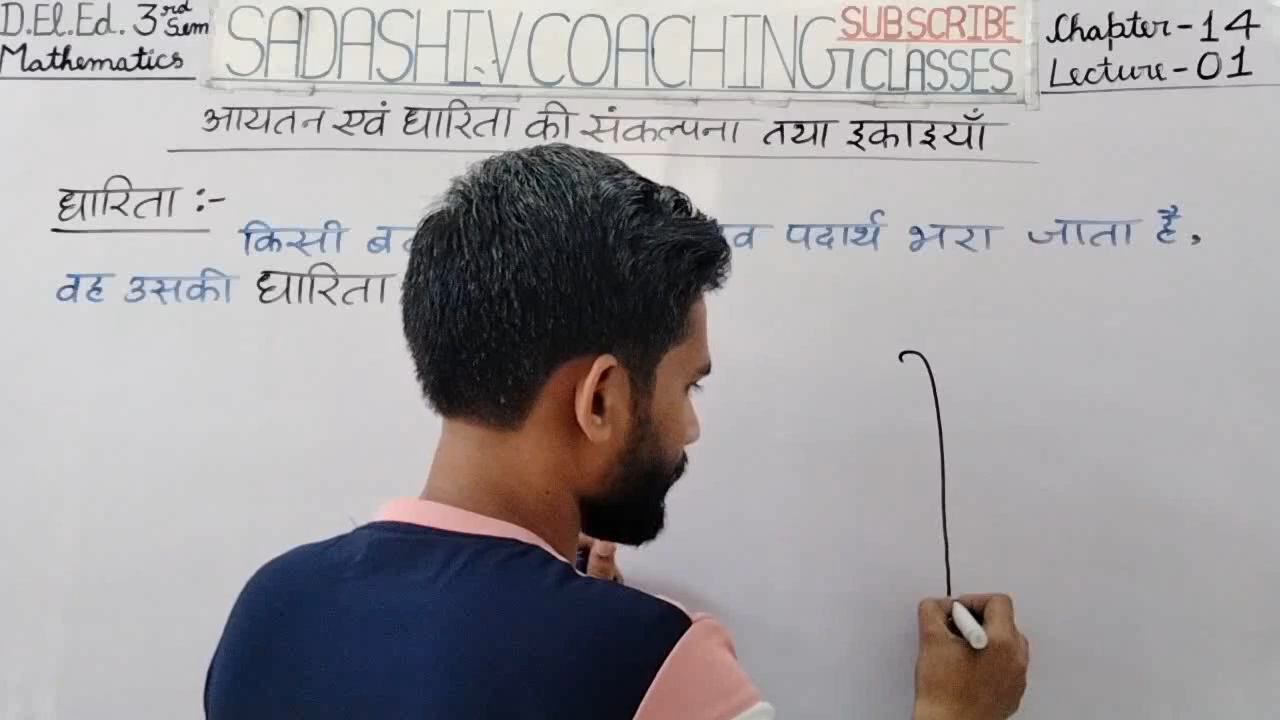 D.El.Ed. 3rd Sem
Mathematics
SADASHIV COACHING CLASSES
SUBSCRIBE
Chapter-14
Lecture-01
आयतन एवं धारिता की संकल्पना तथा इकाइयाँ
धारिता :-
किसी पदार्थ भरा जाता है,
वह उसकी धारिता